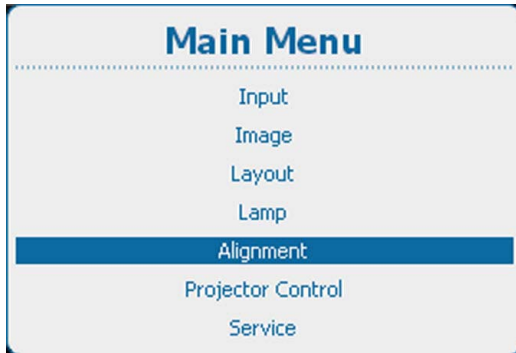 Main Menu
Input
Image
Layout
Lamp
Alignment
Projector Control
Service